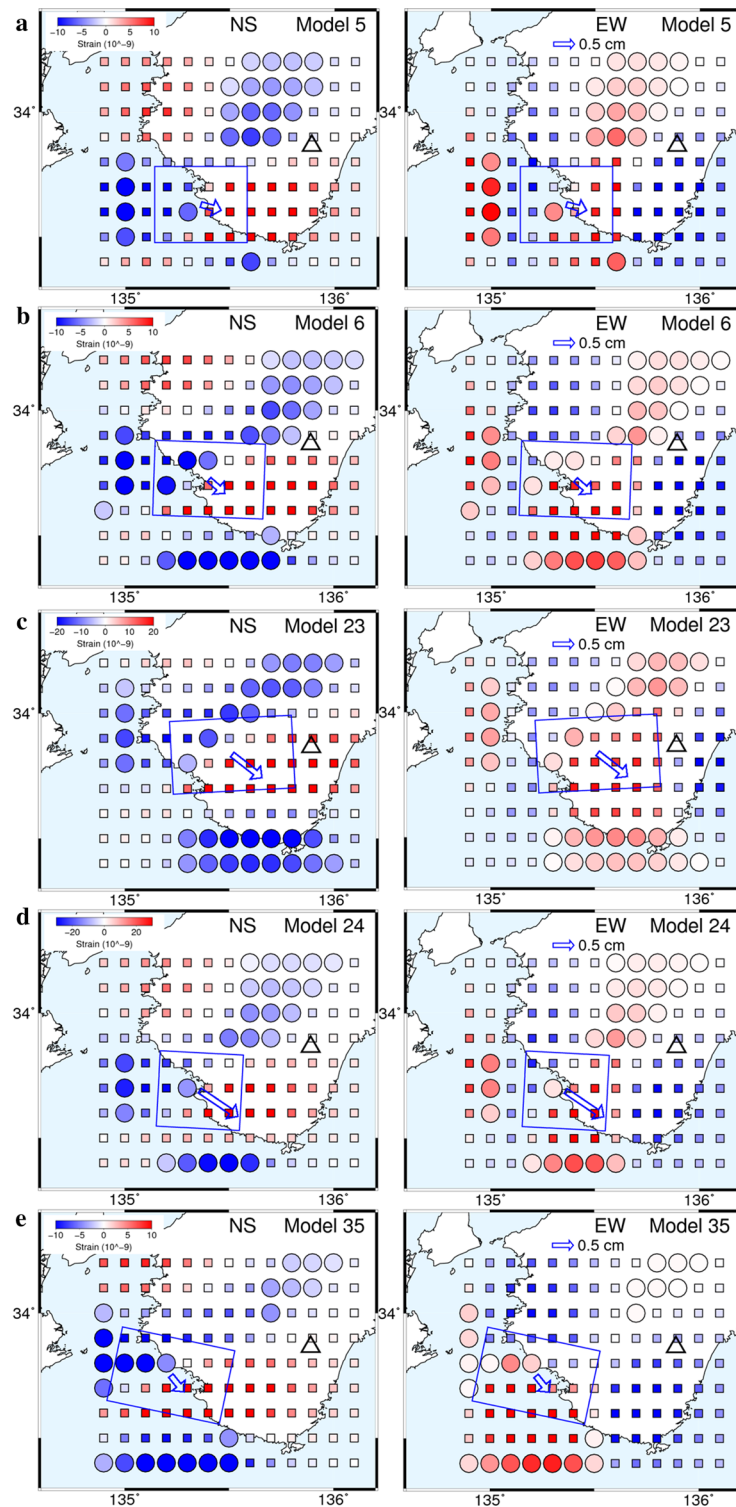 a
−10 −5 0 5 10
Strain (10^−9)
NS Model 5
EW Model 5
0.5 cm
34°
135° 136°
135° 136°
b
−10 −5 0 5 10
Strain (10^−9)
NS Model 6
EW Model 6
0.5 cm
34°
135° 136°
135° 136°
c
−20 −10 0 10 20
Strain (10^−9)
NS Model 23
EW Model 23
0.5 cm
34°
135° 136°
135° 136°
d
−20 0 20
Strain (10^−9)
NS Model 24
EW Model 24
0.5 cm
34°
135° 136°
135° 136°
e
−10 −5 0 5 10
Strain (10^−9)
NS Model 35
EW Model 35
0.5 cm
34°
135° 136°
135° 136°